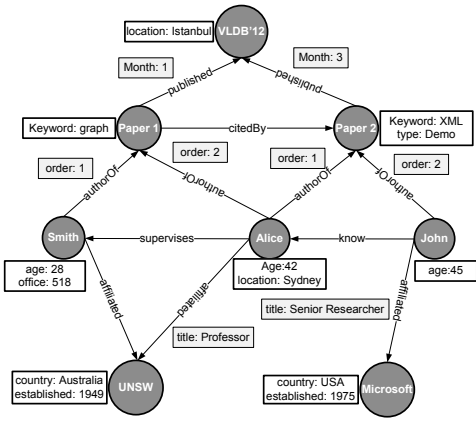 location: Istanbul
VLDB'12
Month: 1
Month: 3
published
published
Keyword: graph
Paper 1
citedBy
Paper 2
Keyword: XML
type: Demo
order: 1
order: 2
order: 1
order: 2
authorOf
authorOf
authorOf
authorOf
Smith
supervises
Alice
know
John
age: 28
office: 518
Age:42
location: Sydney
age:45
affiliated
affiliated
affiliated
title: Senior Researcher
title: Professor
country: Australia
established: 1949
UNSW
country: USA
established: 1975
Microsoft